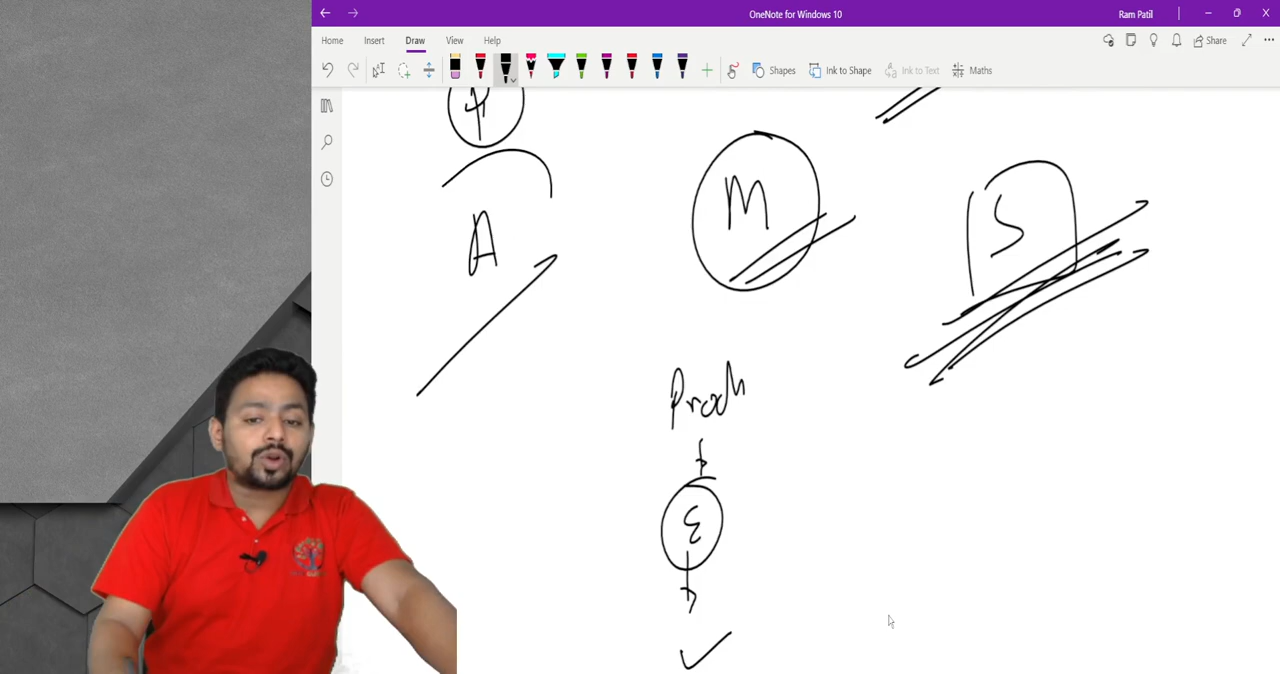 OneNote for Windows 10
Ram Patil
Home Insert Draw View Help
Share
Shapes Ink to Shape Ink to Text Maths
A M S
Prod